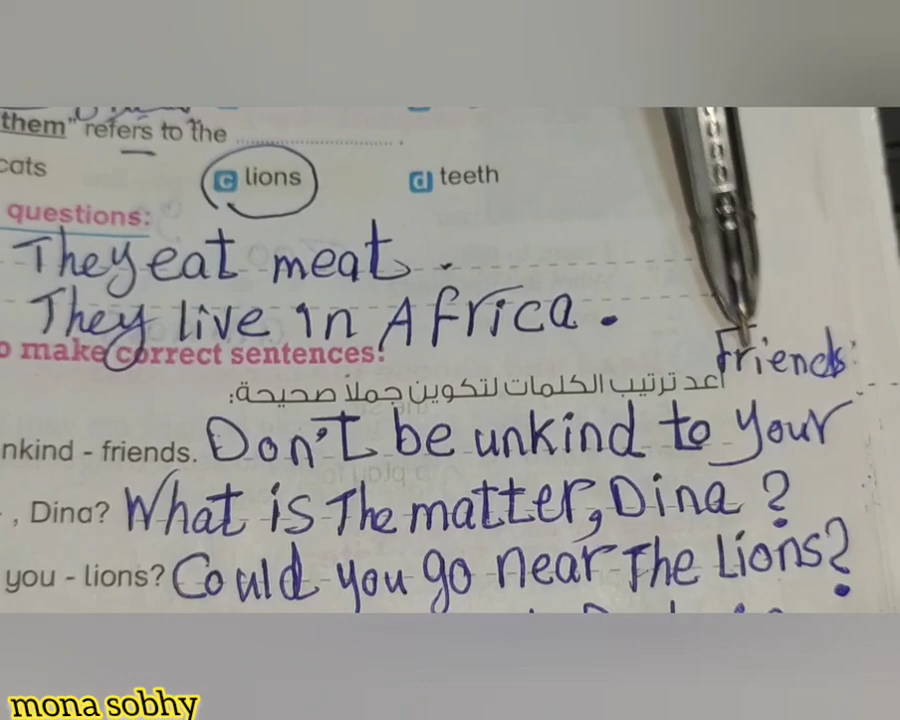 them" refers to the .................... .
cats c lions d teeth
questions:
They eat meat.
They live in Africa.
o make correct sentences:
friends.
أعد ترتيب الكلمات لتكوين جملاً صحيحة:
nkind - friends. Don't be unkind to your
, Dina? What is The matter, Dina?
you - lions? Could you go near The Lions?
mona sobhy